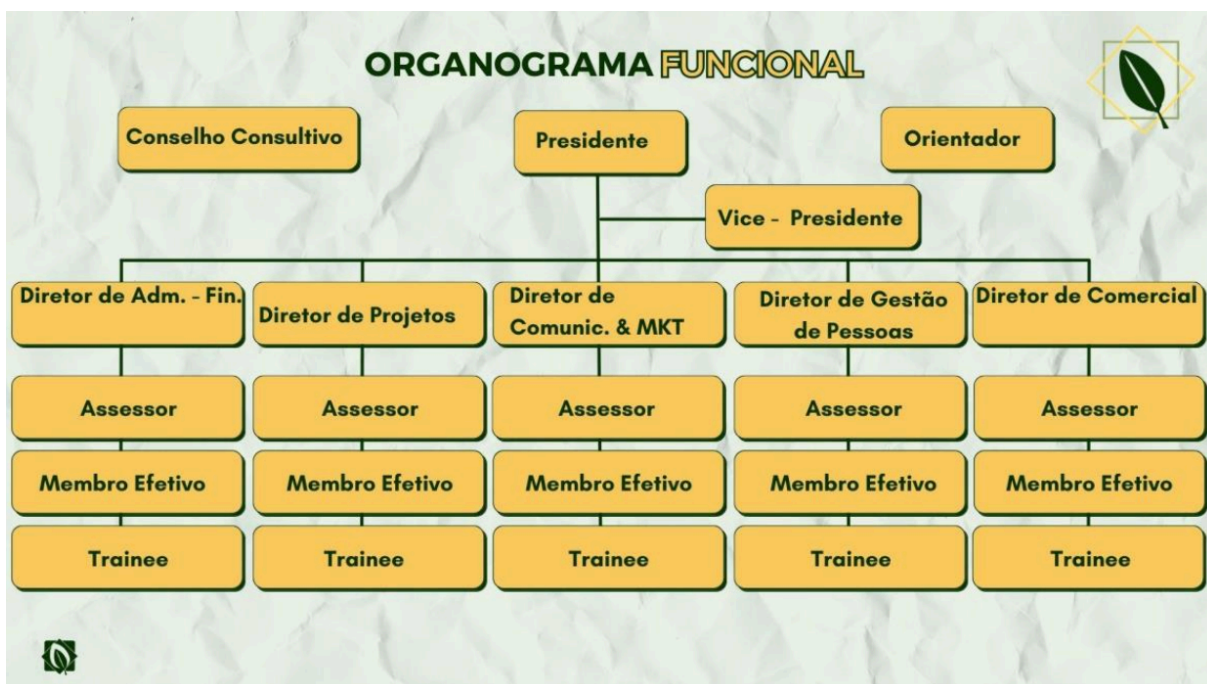 ORGANOGRAMA FUNCIONAL
Conselho Consultivo
Presidente
Orientador
Vice - Presidente
Diretor de Adm. - Fin.
Diretor de Projetos
Diretor de
Comunic. & MKT
Diretor de Gestão
de Pessoas
Diretor de Comercial
Assessor
Assessor
Assessor
Assessor
Assessor
Membro Efetivo
Membro Efetivo
Membro Efetivo
Membro Efetivo
Membro Efetivo
Trainee
Trainee
Trainee
Trainee
Trainee